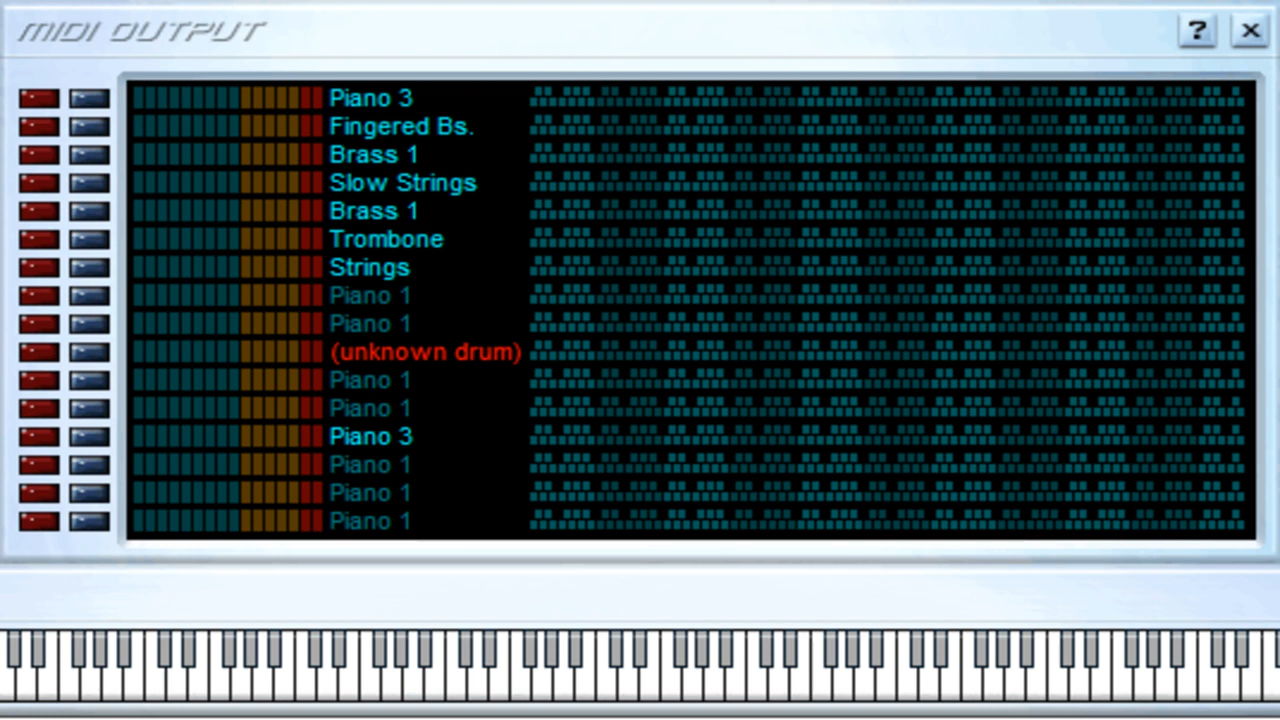 MIDI OUTPUT
? ×
Piano 3
Fingered Bs.
Brass 1
Slow Strings
Brass 1
Trombone
Strings
Piano 1
Piano 1
(unknown drum)
Piano 1
Piano 1
Piano 3
Piano 1
Piano 1
Piano 1